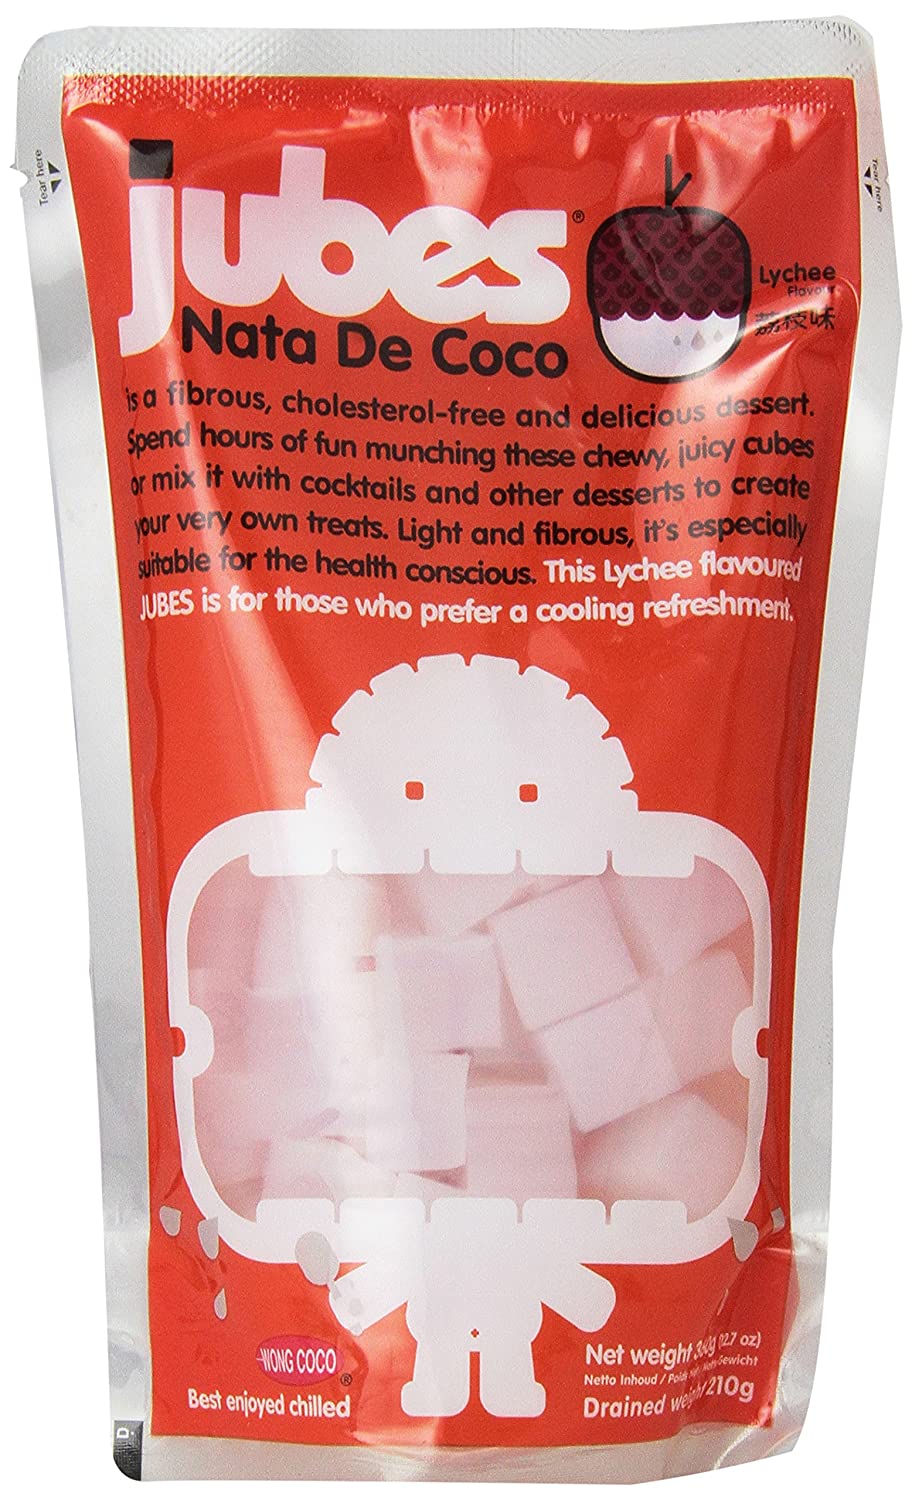 Tear here
Tear here
jubes®
Nata De Coco
Lychee
Flavour
荔枝味
is a fibrous, cholesterol-free and delicious dessert.
Spend hours of fun munching these chewy, juicy cubes
or mix it with cocktails and other desserts to create
your very own treats. Light and fibrous, it's especially
suitable for the health conscious. This Lychee flavoured
JUBES is for those who prefer a cooling refreshment.
WONG COCO®
Best enjoyed chilled
Net weight 360g (12.7 oz)
Netto Inhoud / Poids Net / Netto Gewicht
Drained weight 210g
D